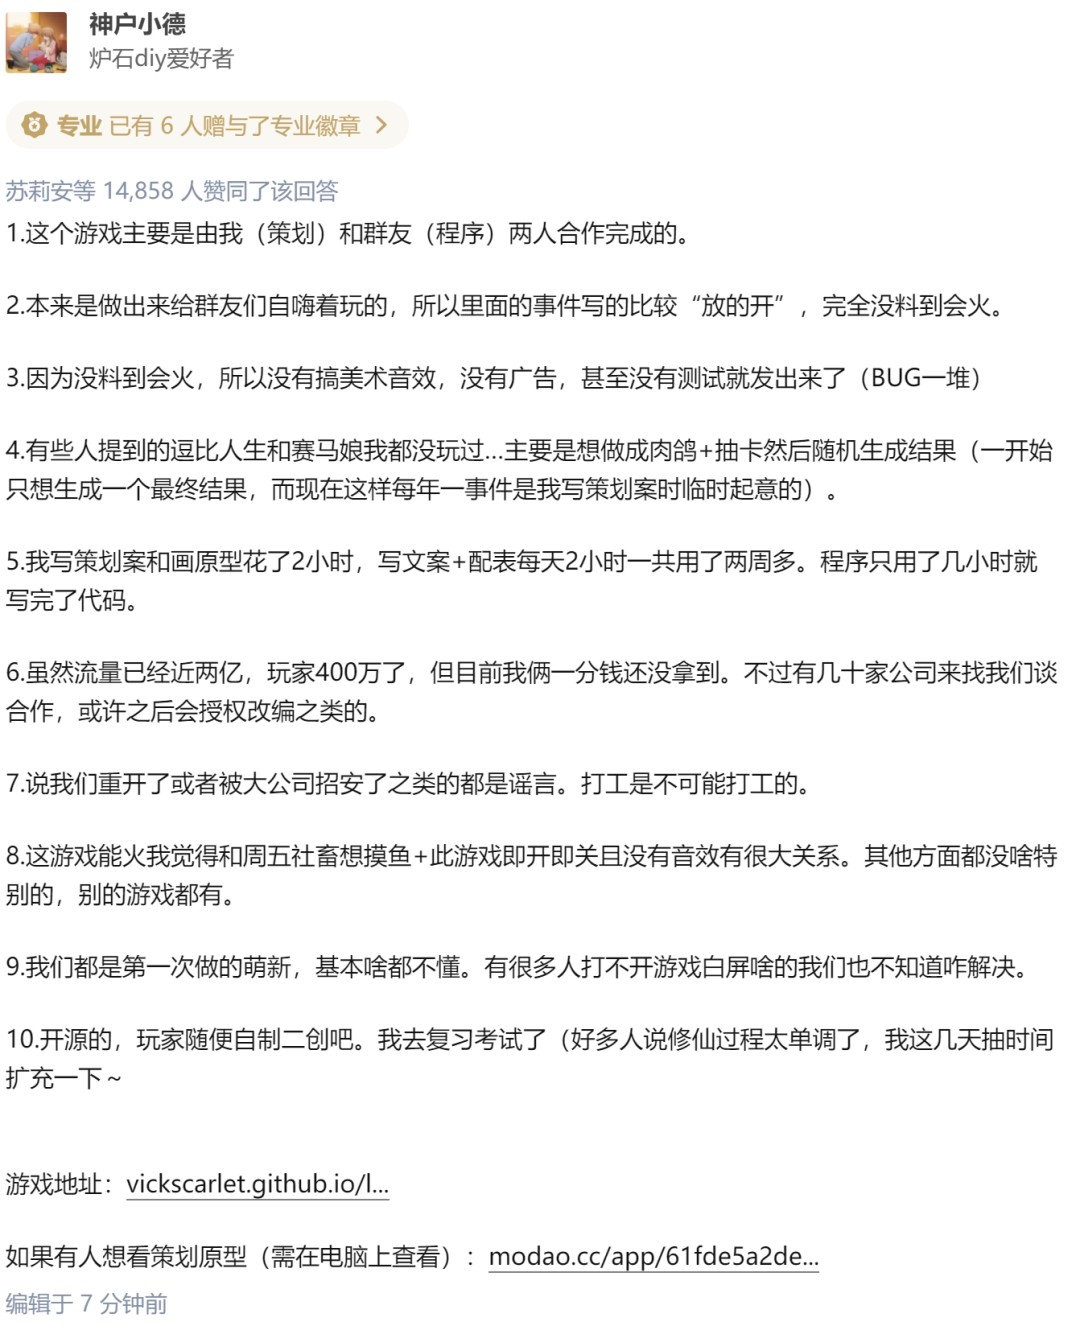 神户小德
炉石diy爱好者
专业 已有 6 人赠与了专业徽章 >
苏莉安等 14,858 人赞同了该回答
1.这个游戏主要是由我（策划）和群友（程序）两人合作完成的。
2.本来是做出来给群友们自嗨着玩的，所以里面的事件写的比较“放的开”，完全没料到会火。
3.因为没料到会火，所以没有搞美术音效，没有广告，甚至没有测试就发出来了（BUG一堆）
4.有些人提到的逗比人生和赛马娘我都没玩过...主要是想做成肉鸽+抽卡然后随机生成结果（一开始
只想生成一个最终结果，而现在这样每年一事件是我写策划案时临时起意的）。
5.我写策划案和画原型花了2小时，写文案+配表每天2小时一共用了两周多。程序只用了几小时就
写完了代码。
6.虽然流量已经近两亿，玩家400万了，但目前我俩一分钱还没拿到。不过有几十家公司来找我们谈
合作，或许之后会授权改编之类的。
7.说我们重开了或者被大公司招安了之类的都是谣言。打工是不可能打工的。
8.这游戏能火我觉得和周五社畜想摸鱼+此游戏即开即关且没有音效有很大关系。其他方面都没啥特
别的，别的游戏都有。
9.我们都是第一次做的萌新，基本啥都不懂。有很多人打不开游戏白屏啥的我们也不知道咋解决。
10.开源的，玩家随便自制二创吧。我去复习考试了（好多人说修仙过程太单调了，我这几天抽时间
扩充一下～
游戏地址：vickscarlet.github.io/l...
如果有人想看策划原型（需在电脑上查看）：modao.cc/app/61fde5a2de...
编辑于 7 分钟前